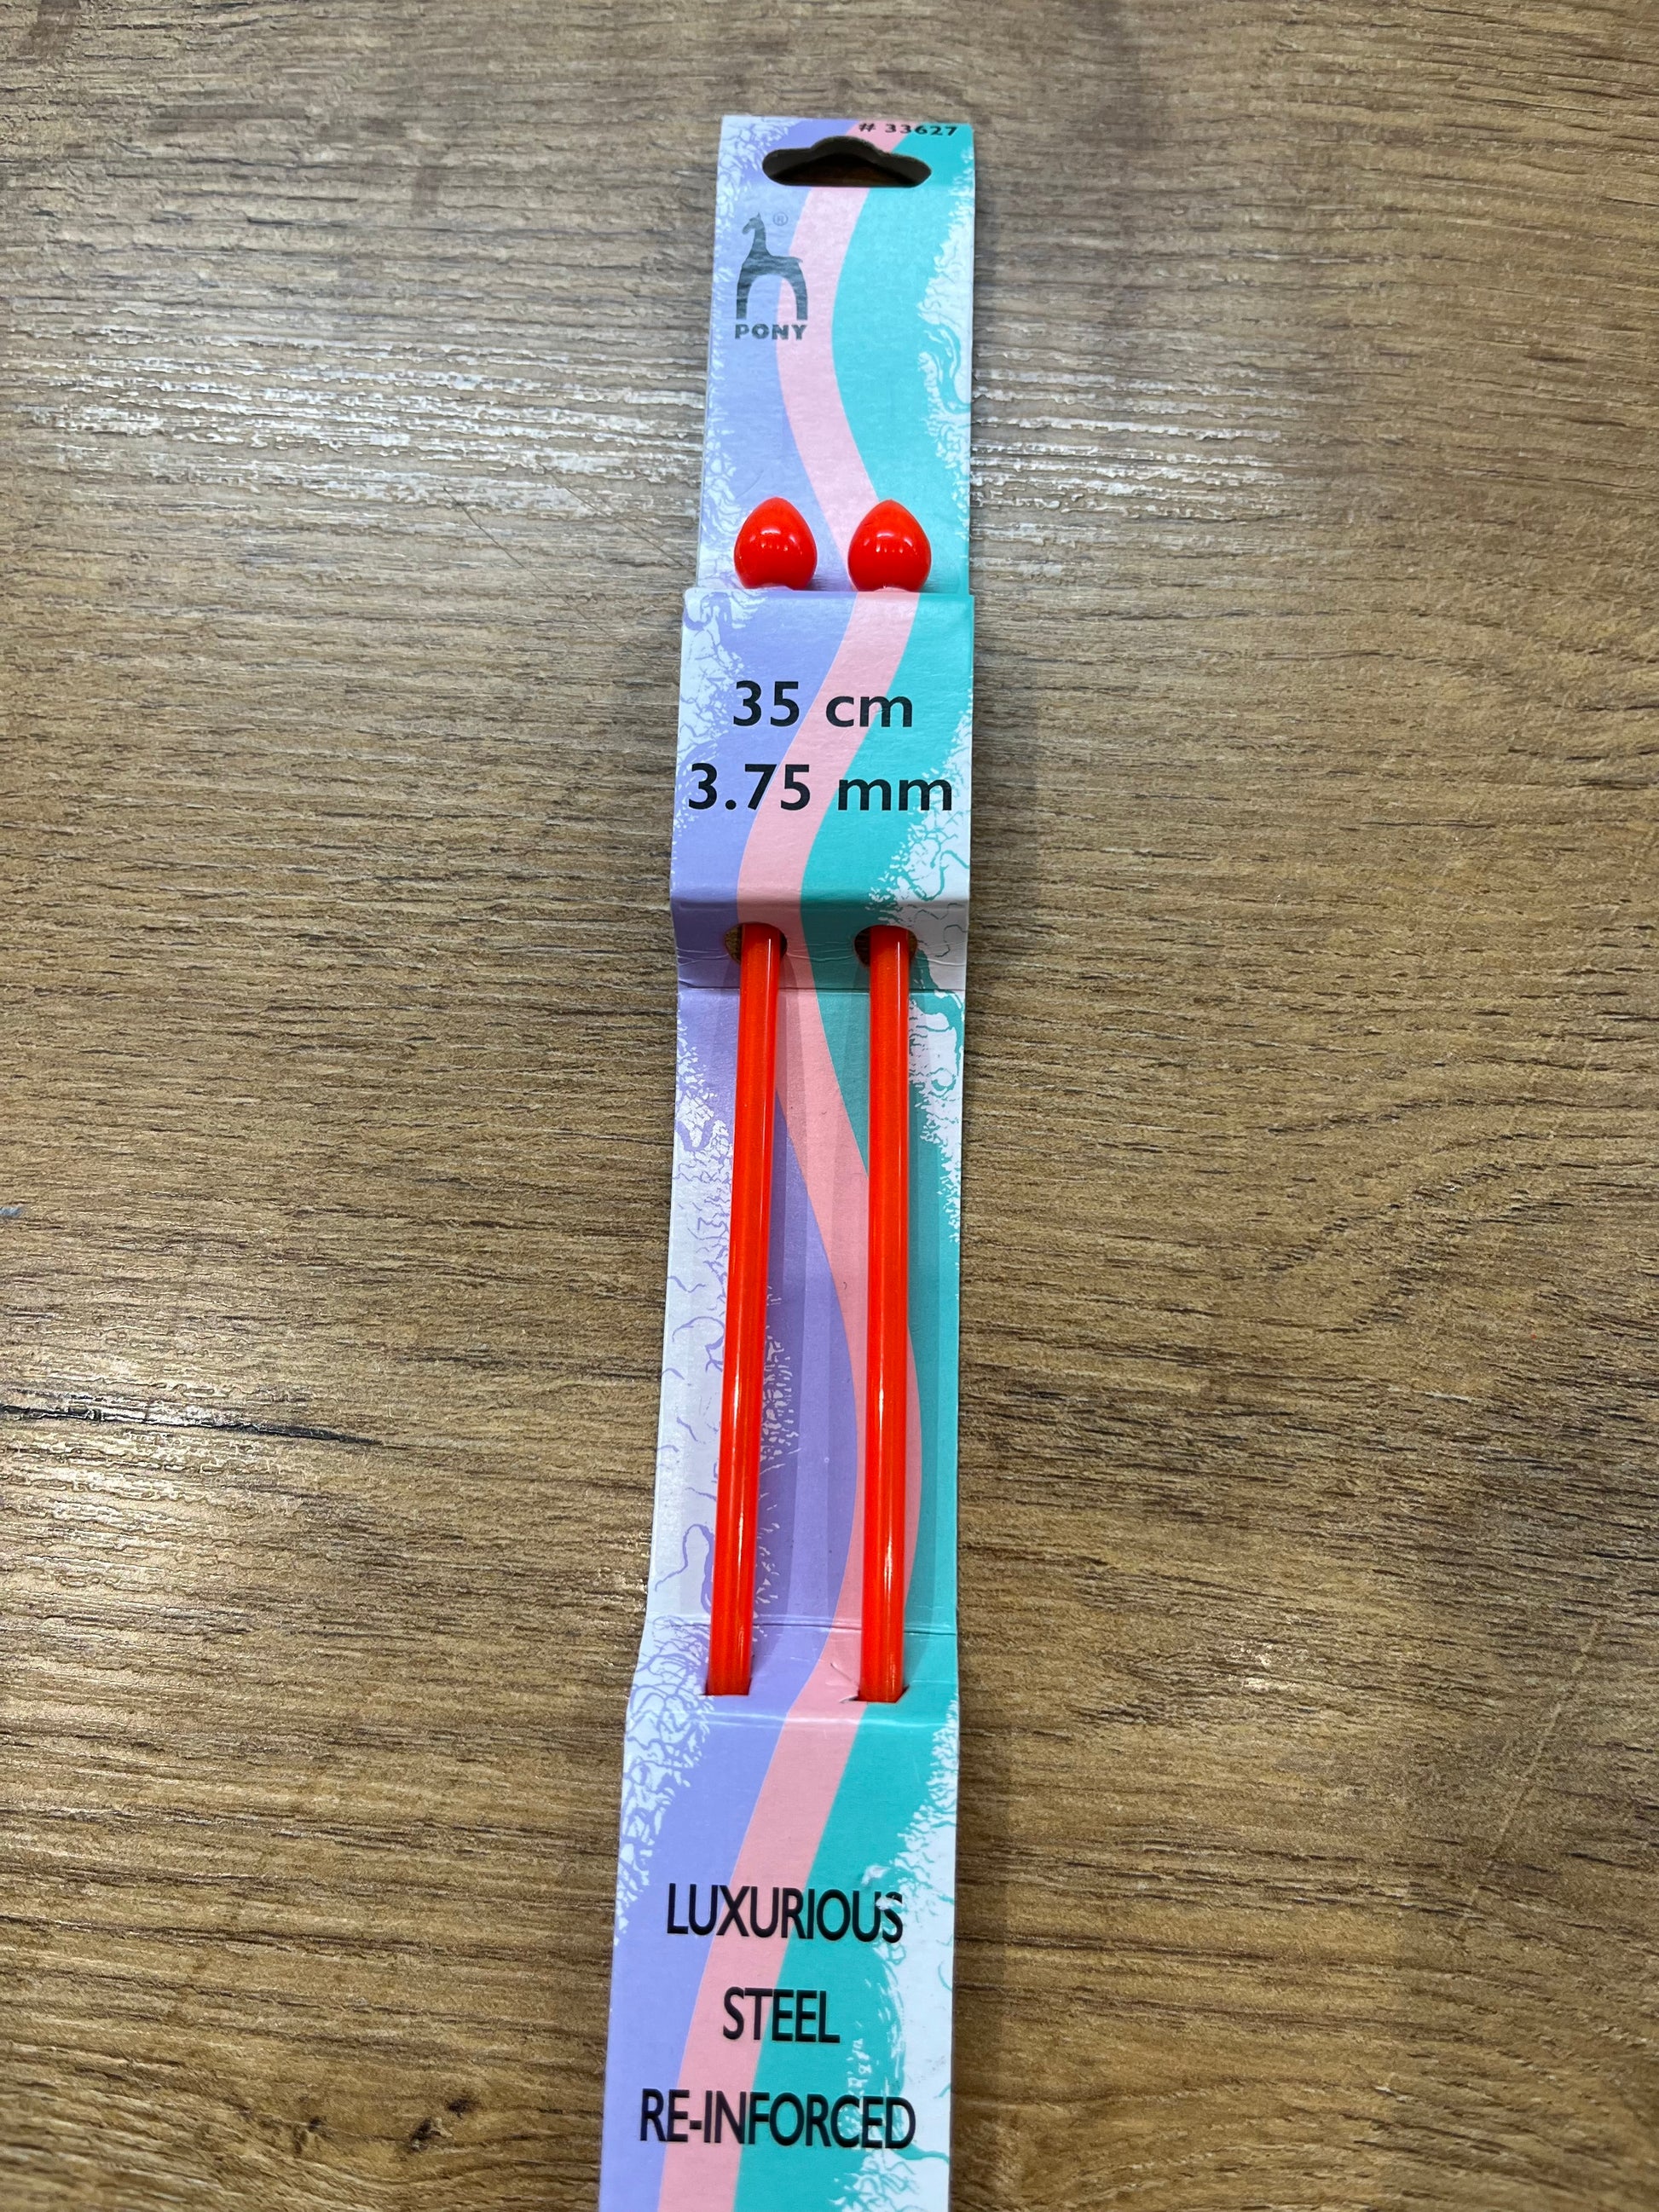 # 33627
®
PONY
35 cm
3.75 mm
LUXURIOUS
STEEL
RE-INFORCED